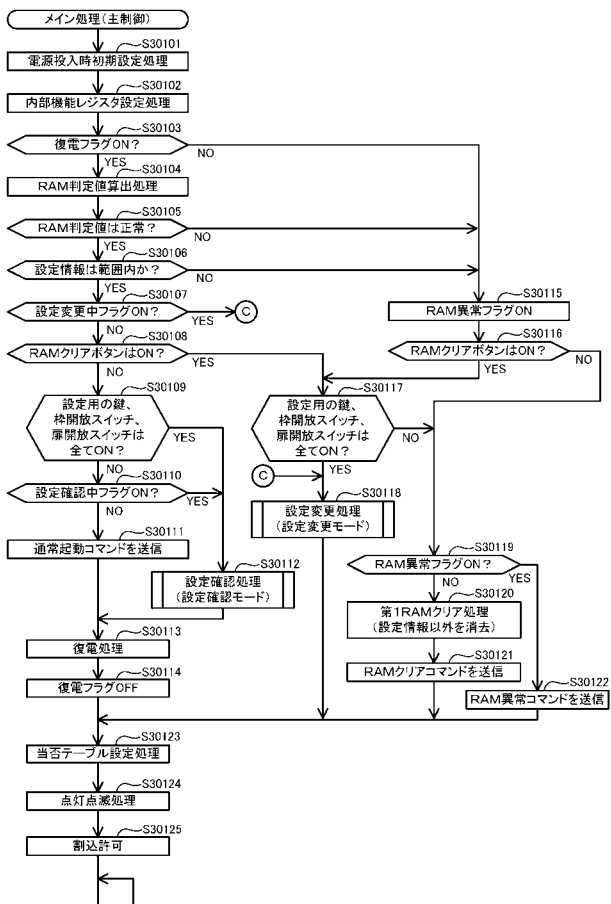 メイン処理(主制御)
S30101
電源投入時初期設定処理
S30102
内部機能レジスタ設定処理
S30103
復電フラグON?
NO
YES
S30104
RAM判定値算出処理
S30105
RAM判定値は正常?
NO
YES
S30106
設定情報は範囲内か?
NO
YES
S30107
設定変更中フラグON?
YES
C
NO
S30108
RAMクリアボタンはON?
YES
NO
S30109
設定用の鍵、
枠開放スイッチ、
扉開放スイッチは
全てON?
YES
NO
S30110
設定確認中フラグON?
YES
NO
S30111
通常起動コマンドを送信
S30112
設定確認処理
(設定確認モード)
S30113
復電処理
S30114
復電フラグOFF
S30115
RAM異常フラグON
S30116
RAMクリアボタンはON?
YES
NO
S30117
設定用の鍵、
枠開放スイッチ、
扉開放スイッチは
全てON?
NO
YES
C
S30118
設定変更処理
(設定変更モード)
S30119
RAM異常フラグON?
NO
YES
S30120
第1RAMクリア処理
(設定情報以外を消去)
S30121
RAMクリアコマンドを送信
S30122
RAM異常コマンドを送信
S30123
当否テーブル設定処理
S30124
点灯点滅処理
S30125
割込許可